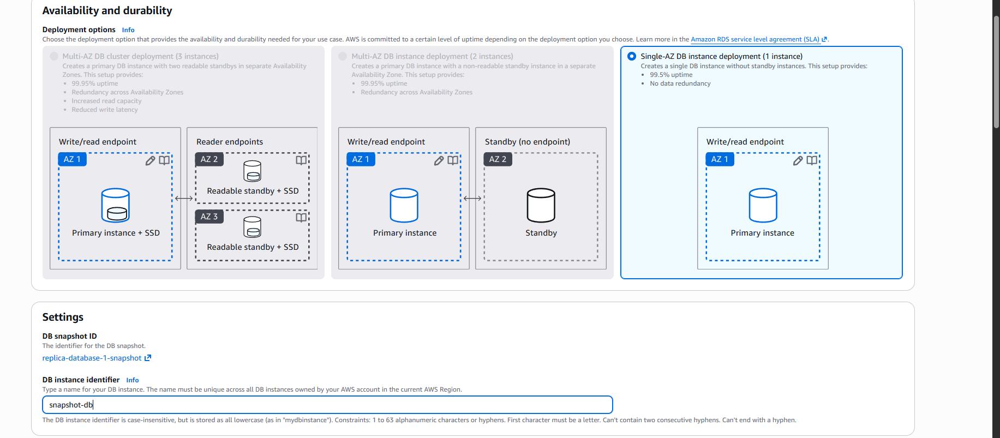 Availability and durability
Deployment options Info
Choose the deployment option that provides the availability and durability needed for your use case. AWS is committed to a certain level of uptime depending on the deployment option you choose. Learn more in the Amazon RDS service level agreement (SLA).
Multi-AZ DB cluster deployment (3 instances)
Creates a primary DB instance with two readable standbys in separate Availability
Zones. This setup provides:
• 99.95% uptime
• Redundancy across Availability Zones
• Increased read capacity
• Reduced write latency
Write/read endpoint
AZ 1
Primary instance + SSD
Reader endpoints
AZ 2
Readable standby + SSD
AZ 3
Readable standby + SSD
Multi-AZ DB instance deployment (2 instances)
Creates a primary DB instance with a non-readable standby instance in a separate
Availability Zone. This setup provides:
• 99.95% uptime
• Redundancy across Availability Zones
Write/read endpoint
AZ 1
Primary instance
Standby (no endpoint)
AZ 2
Standby
Single-AZ DB instance deployment (1 instance)
Creates a single DB instance without standby instances. This setup provides:
• 99.5% uptime
• No data redundancy
Write/read endpoint
AZ 1
Primary instance
Settings
DB snapshot ID
The identifier for the DB snapshot.
replica-database-1-snapshot
DB instance identifier Info
Type a name for your DB instance. The name must be unique across all DB instances owned by your AWS account in the current AWS Region.
snapshot-db
The DB instance identifier is case-insensitive, but is stored as all lowercase (as in "mydbinstance"). Constraints: 1 to 63 alphanumeric characters or hyphens. First character must be a letter. Can't contain two consecutive hyphens. Can't end with a hyphen.